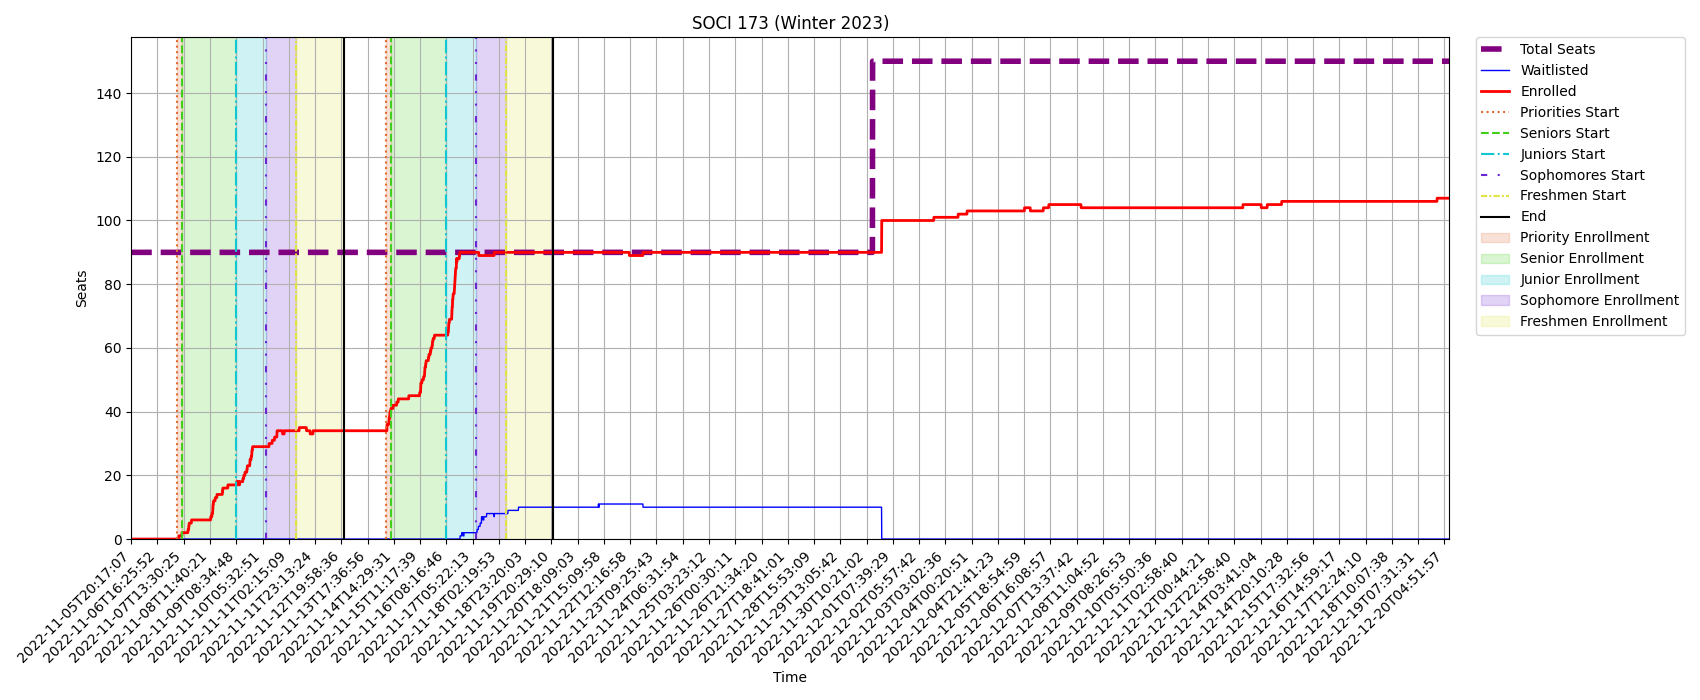 SOCI 173 (Winter 2023)
Seats
140
120
100
80
60
40
20
0
2022-11-05T20:17:07
2022-11-06T16:25:52
2022-11-07T13:30:25
2022-11-08T11:40:21
2022-11-09T08:34:48
2022-11-10T05:32:51
2022-11-11T02:15:09
2022-11-11T23:13:24
2022-11-12T19:58:36
2022-11-13T17:36:56
2022-11-14T14:29:31
2022-11-15T11:17:39
2022-11-16T08:16:46
2022-11-17T05:22:13
2022-11-18T02:19:53
2022-11-18T23:20:03
2022-11-19T20:29:10
2022-11-20T18:09:03
2022-11-21T15:09:58
2022-11-22T12:16:58
2022-11-23T09:25:43
2022-11-24T06:31:54
2022-11-25T03:23:12
2022-11-26T00:30:11
2022-11-26T21:34:20
2022-11-27T18:41:01
2022-11-28T15:53:09
2022-11-29T13:05:42
2022-11-30T10:21:02
2022-12-01T07:39:29
2022-12-02T05:57:42
2022-12-03T03:02:36
2022-12-04T00:20:51
2022-12-04T21:41:23
2022-12-05T18:54:59
2022-12-06T16:08:57
2022-12-07T13:37:42
2022-12-08T11:04:52
2022-12-09T08:26:53
2022-12-10T05:50:36
2022-12-11T02:58:40
2022-12-12T00:44:21
2022-12-12T22:58:40
2022-12-14T03:41:04
2022-12-14T20:10:28
2022-12-15T17:32:56
2022-12-16T14:59:17
2022-12-17T12:24:10
2022-12-18T10:07:38
2022-12-19T07:31:31
2022-12-20T04:51:57
Time
Total Seats
Waitlisted
Enrolled
Priorities Start
Seniors Start
Juniors Start
Sophomores Start
Freshmen Start
End
Priority Enrollment
Senior Enrollment
Junior Enrollment
Sophomore Enrollment
Freshmen Enrollment